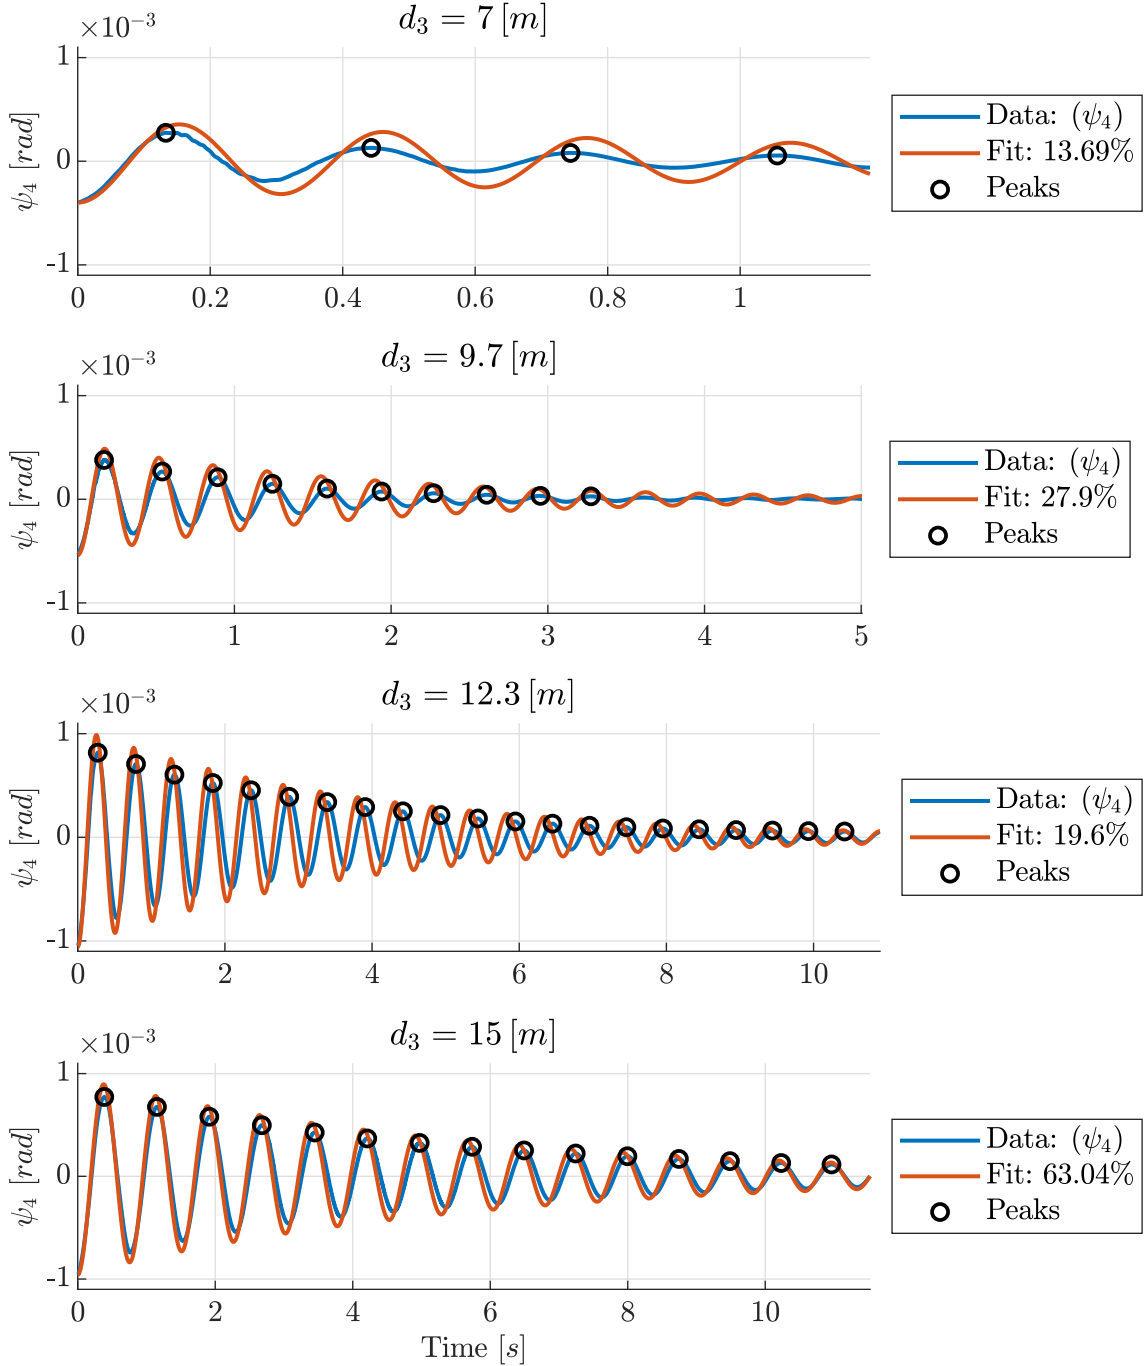 d₃ = 7 [m]
×10⁻³
1
0
-1
ψ₄ [rad]
0 0.2 0.4 0.6 0.8 1
Data: (ψ₄)
Fit: 13.69%
Peaks
d₃ = 9.7 [m]
×10⁻³
1
0
-1
ψ₄ [rad]
0 1 2 3 4 5
Data: (ψ₄)
Fit: 27.9%
Peaks
d₃ = 12.3 [m]
×10⁻³
1
0
-1
ψ₄ [rad]
0 2 4 6 8 10
Data: (ψ₄)
Fit: 19.6%
Peaks
d₃ = 15 [m]
×10⁻³
1
0
-1
ψ₄ [rad]
0 2 4 6 8 10
Time [s]
Data: (ψ₄)
Fit: 63.04%
Peaks